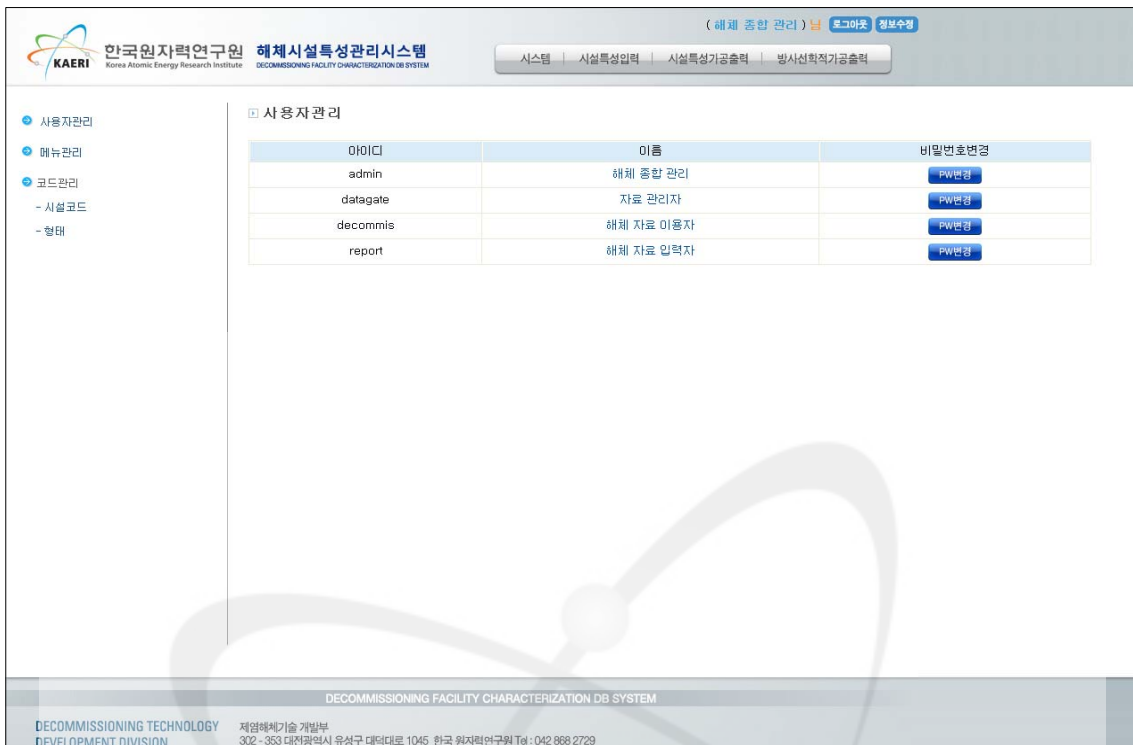 ( 해체 종합 관리 ) 님 로그아웃 정보수정
KAERI 한국원자력연구원 해체시설특성관리시스템
Korea Atomic Energy Research Institute DECOMMISSIONING FACILITY CHARACTERIZATION DB SYSTEM
시스템 | 시설특성입력 | 시설특성가공출력 | 방사선학적가공출력
사용자관리
메뉴관리
코드관리
- 시설코드
- 형태
사용자관리
아이디 이름 비밀번호변경
admin 해체 종합 관리 PW변경
datagate 자료 관리자 PW변경
decommis 해체 자료 이용자 PW변경
report 해체 자료 입력자 PW변경
DECOMMISSIONING FACILITY CHARACTERIZATION DB SYSTEM
DECOMMISSIONING TECHNOLOGY
DEVELOPMENT DIVISION
제염해체기술 개발부
302 - 353 대전광역시 유성구 대덕대로 1045 한국 원자력연구원 Tel : 042 868 2729